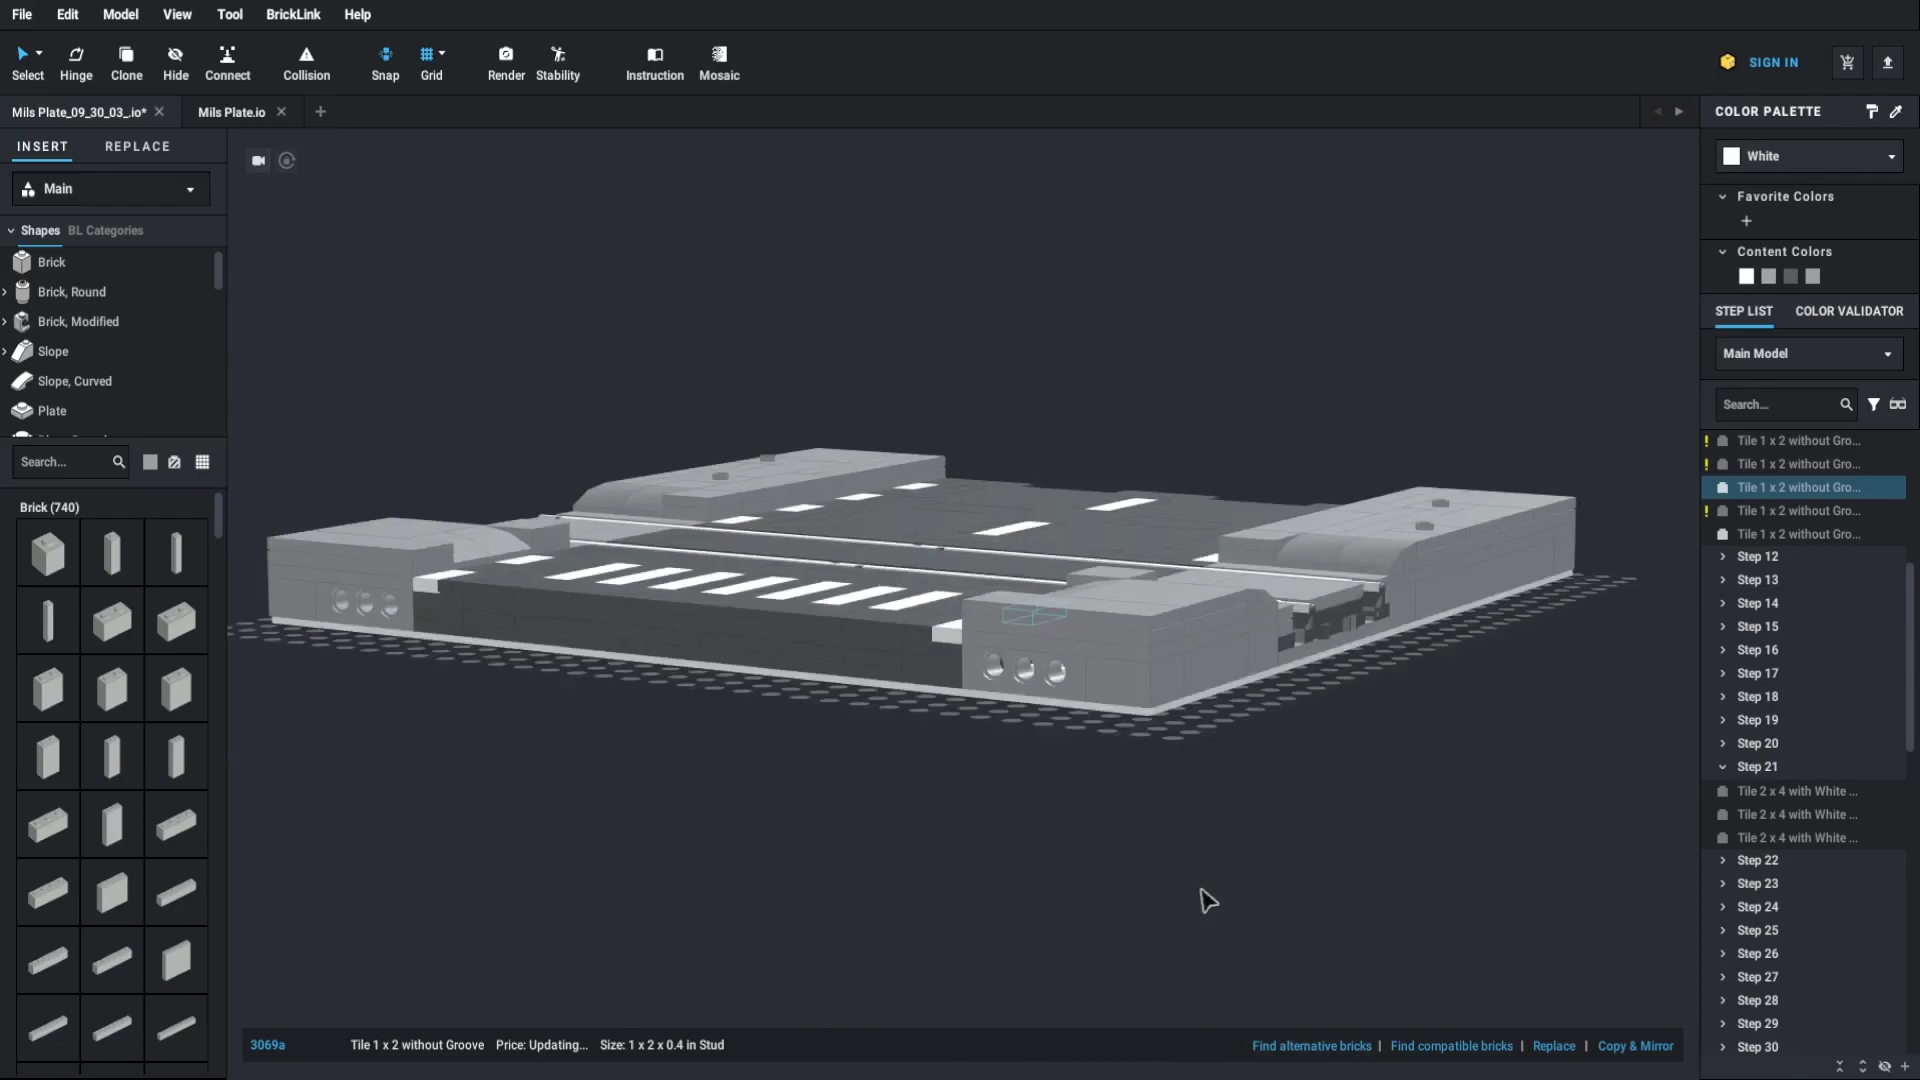 File Edit Model View Tool BrickLink Help
Select Hinge Clone Hide Connect Collision Snap Grid Render Stability Instruction Mosaic
SIGN IN
Mils Plate_09_30_03_.io* Mils Plate.io
INSERT REPLACE
Main
Shapes BL Categories
Brick
Brick, Round
Brick, Modified
Slope
Slope, Curved
Plate
Search...
Brick (740)
COLOR PALETTE
White
Favorite Colors
Content Colors
STEP LIST COLOR VALIDATOR
Main Model
Search...
Tile 1 x 2 without Gro...
Tile 1 x 2 without Gro...
Tile 1 x 2 without Gro...
Tile 1 x 2 without Gro...
Tile 1 x 2 without Gro...
Step 12
Step 13
Step 14
Step 15
Step 16
Step 17
Step 18
Step 19
Step 20
Step 21
Tile 2 x 4 with White ...
Tile 2 x 4 with White ...
Tile 2 x 4 with White ...
Step 22
Step 23
Step 24
Step 25
Step 26
Step 27
Step 28
Step 29
Step 30
3069a Tile 1 x 2 without Groove Price: Updating... Size: 1 x 2 x 0.4 in Stud
Find alternative bricks | Find compatible bricks | Replace | Copy & Mirror